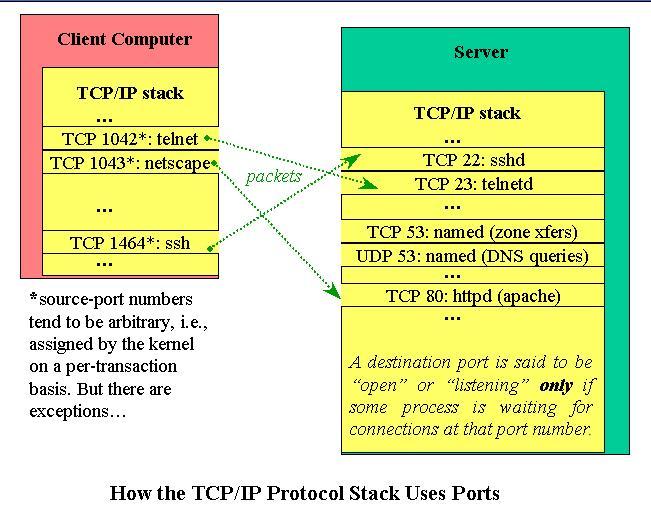 Client Computer
TCP/IP stack
...
TCP 1042*: telnet
TCP 1043*: netscape
...
TCP 1464*: ssh
...
*source-port numbers
tend to be arbitrary, i.e.,
assigned by the kernel
on a per-transaction
basis. But there are
exceptions…
packets
Server
TCP/IP stack
...
TCP 22: sshd
TCP 23: telnetd
...
TCP 53: named (zone xfers)
UDP 53: named (DNS queries)
...
TCP 80: httpd (apache)
...
A destination port is said to be
“open” or “listening” only if
some process is waiting for
connections at that port number.
How the TCP/IP Protocol Stack Uses Ports